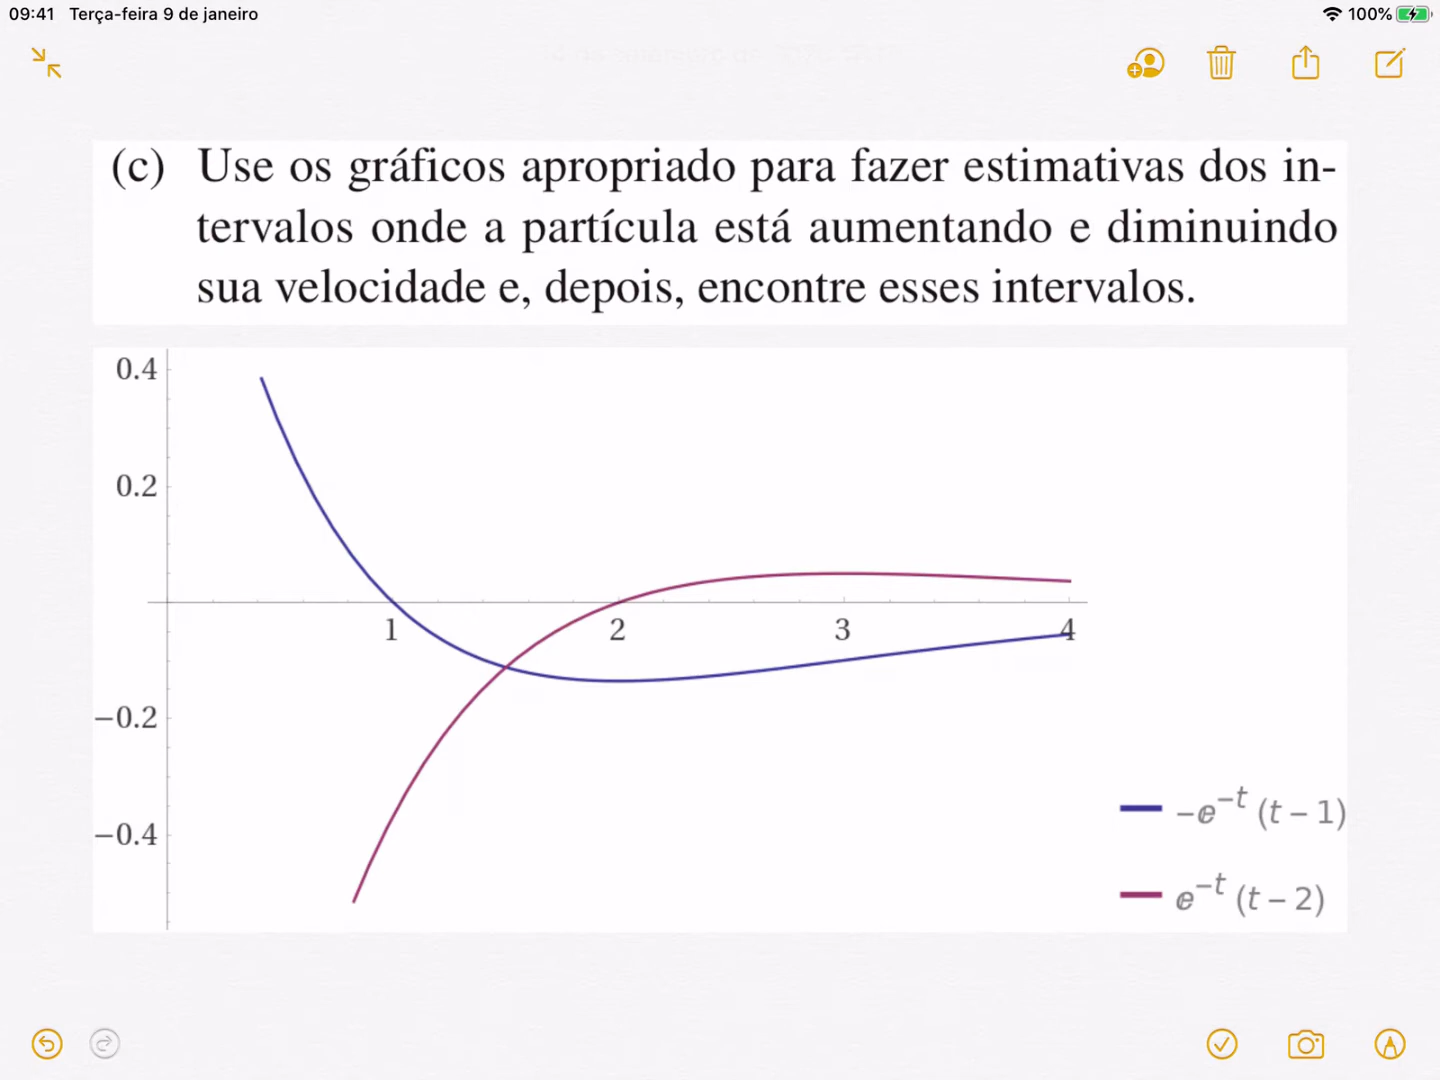 09:41 Terça-feira 9 de janeiro
100%
(c) Use os gráficos apropriado para fazer estimativas dos in-
tervalos onde a partícula está aumentando e diminuindo
sua velocidade e, depois, encontre esses intervalos.
0.4
0.2
1 2 3 4
−0.2
−0.4
−e^−t (t − 1)
e^−t (t − 2)